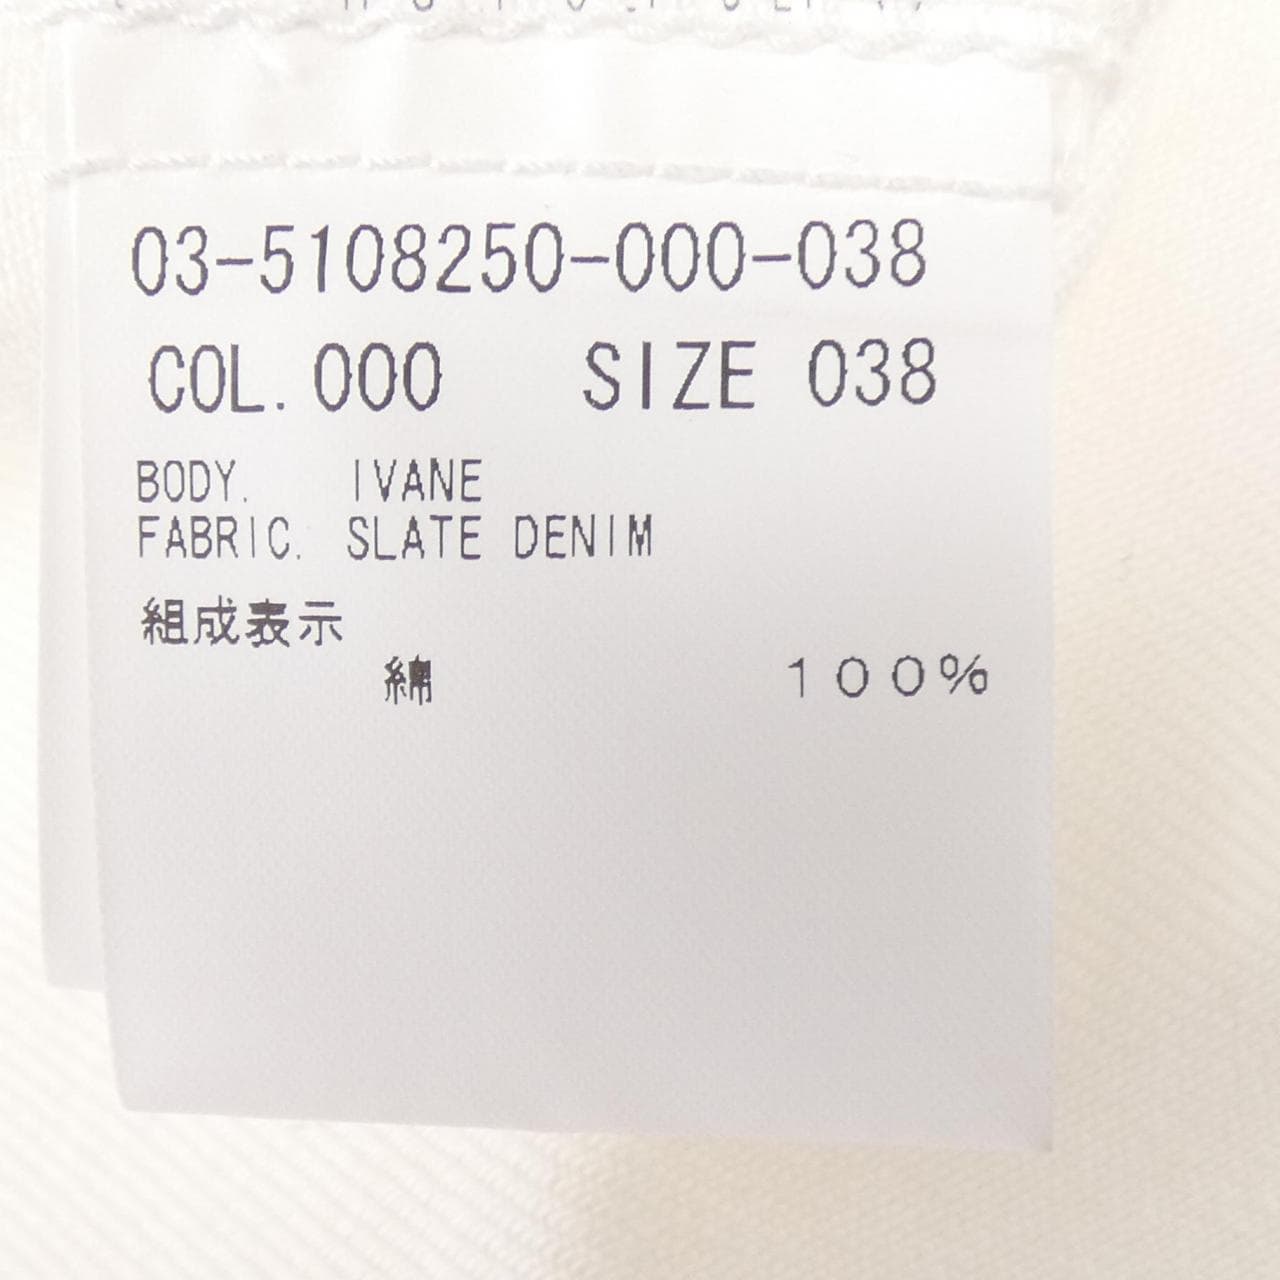 03-5108250-000-038
COL.000 SIZE 038
BODY. IVANE
FABRIC. SLATE DENIM
組成表示
綿 100%